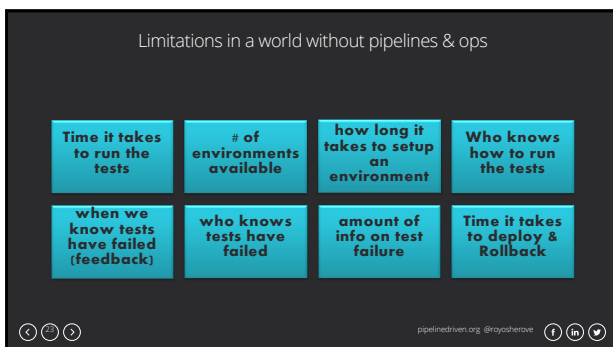 Limitations in a world without pipelines & ops
Time it takes
to run the
tests
# of
environments
available
how long it
takes to setup
an
environment
Who knows
how to run
the tests
when we
know tests
have failed
(feedback)
who knows
tests have
failed
amount of
info on test
failure
Time it takes
to deploy &
Rollback
23
pipelinedriven.org @royosherove
f in